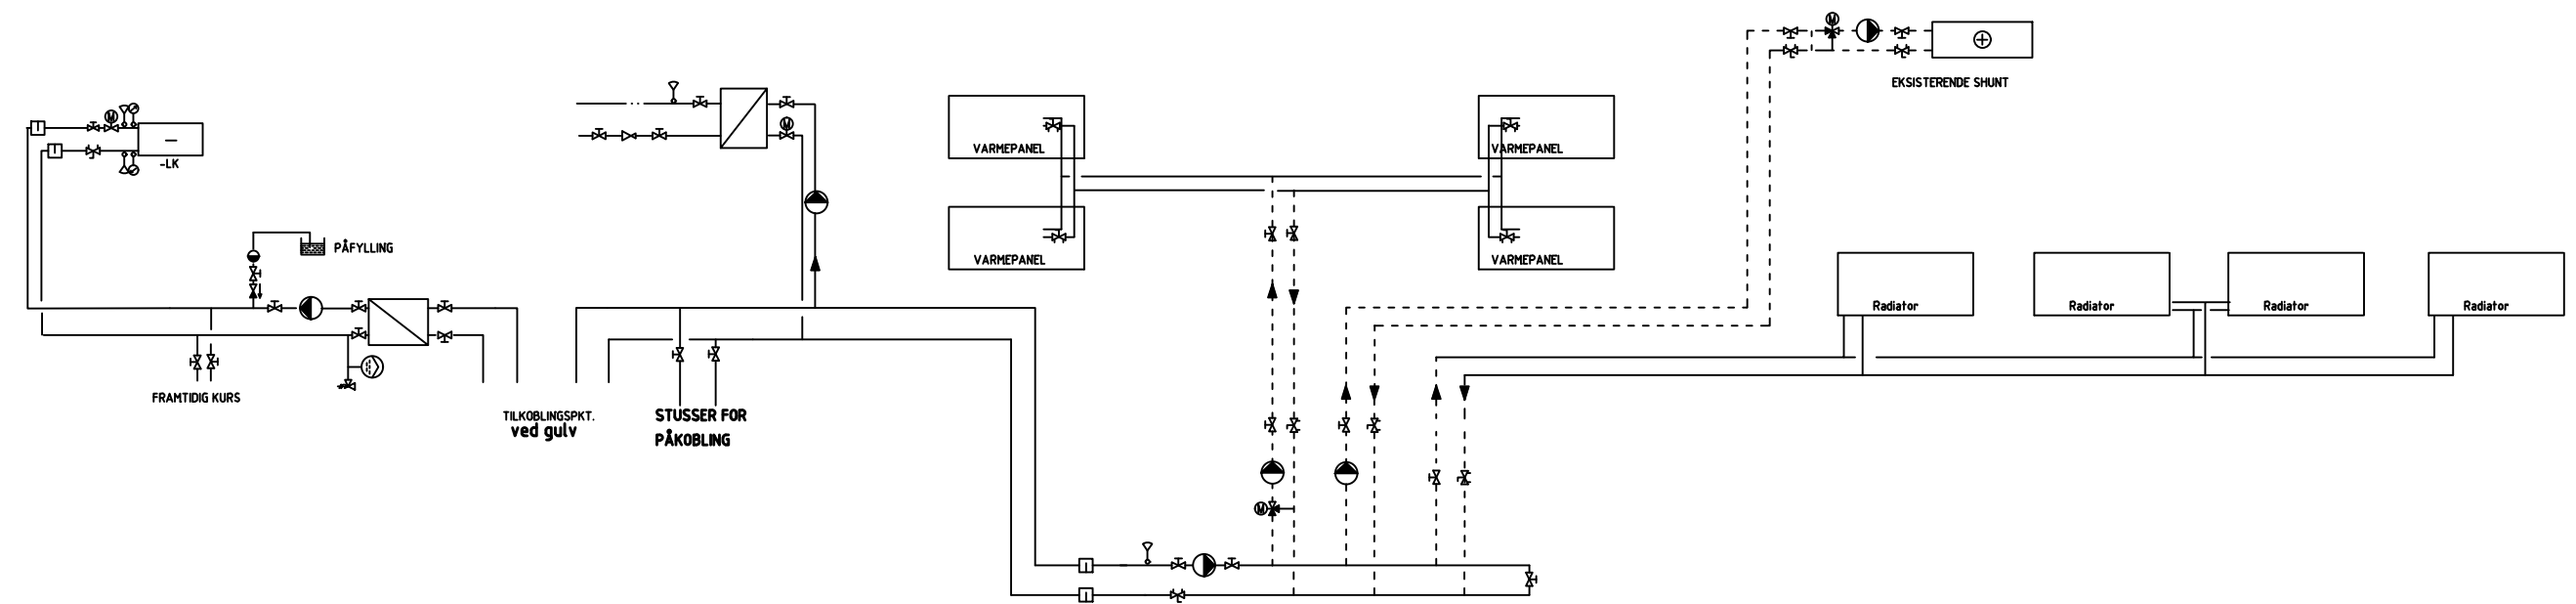 EKSISTERENDE SHUNT
M
M
-LK
M
VARMEPANEL
VARMEPANEL
PÅFYLLING
VARMEPANEL
VARMEPANEL
Radiator
Radiator
Radiator
Radiator
FRAMTIDIG KURS
TILKOBLINGSPKT.
ved gulv
STUSSER FOR
PÅKOBLING
M